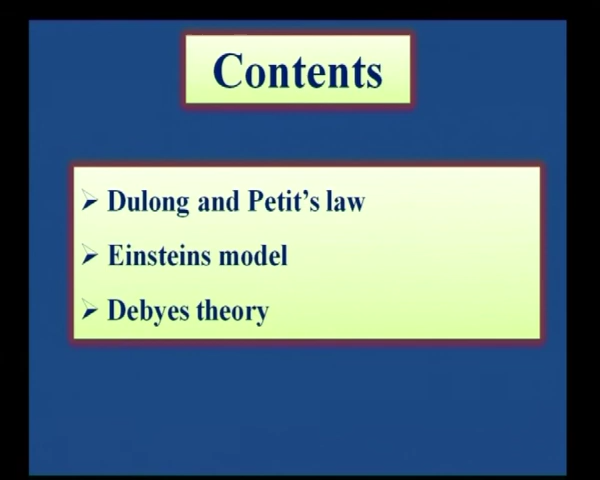 Contents
Dulong and Petit's law
Einsteins model
Debyes theory